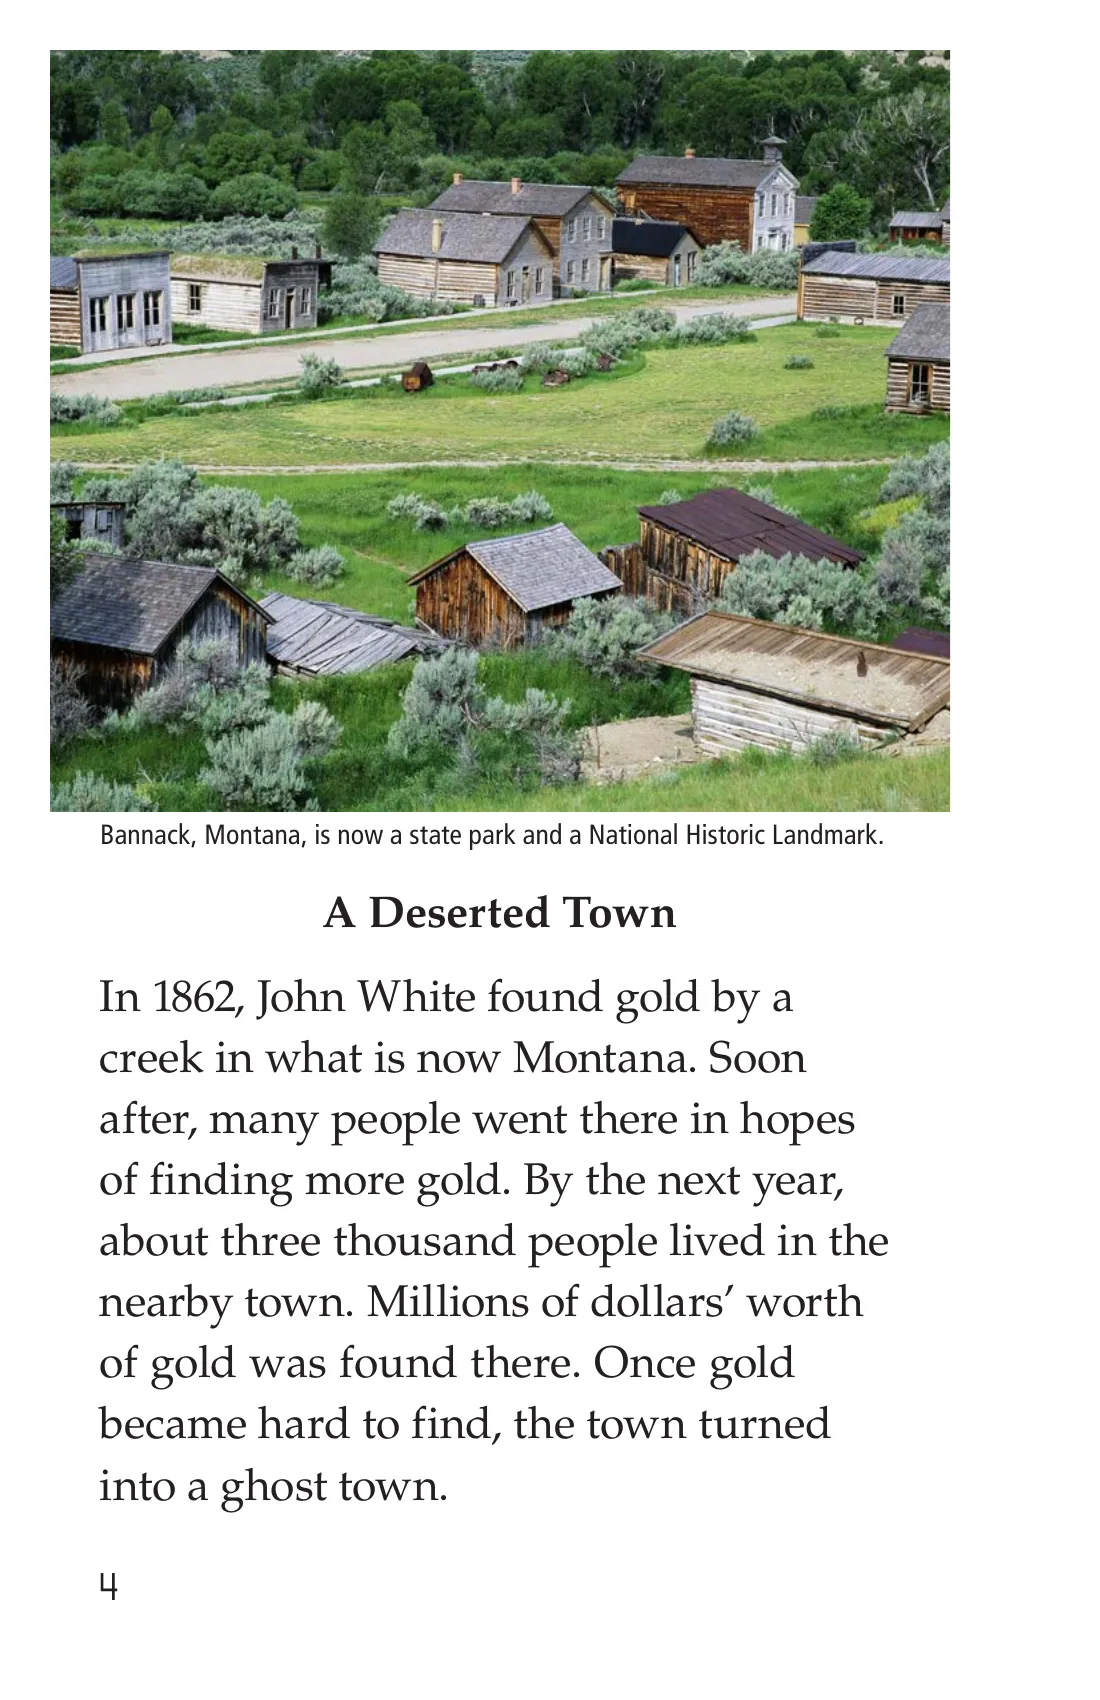 Bannack, Montana, is now a state park and a National Historic Landmark.
A Deserted Town
In 1862, John White found gold by a
creek in what is now Montana. Soon
after, many people went there in hopes
of finding more gold. By the next year,
about three thousand people lived in the
nearby town. Millions of dollars’ worth
of gold was found there. Once gold
became hard to find, the town turned
into a ghost town.
4